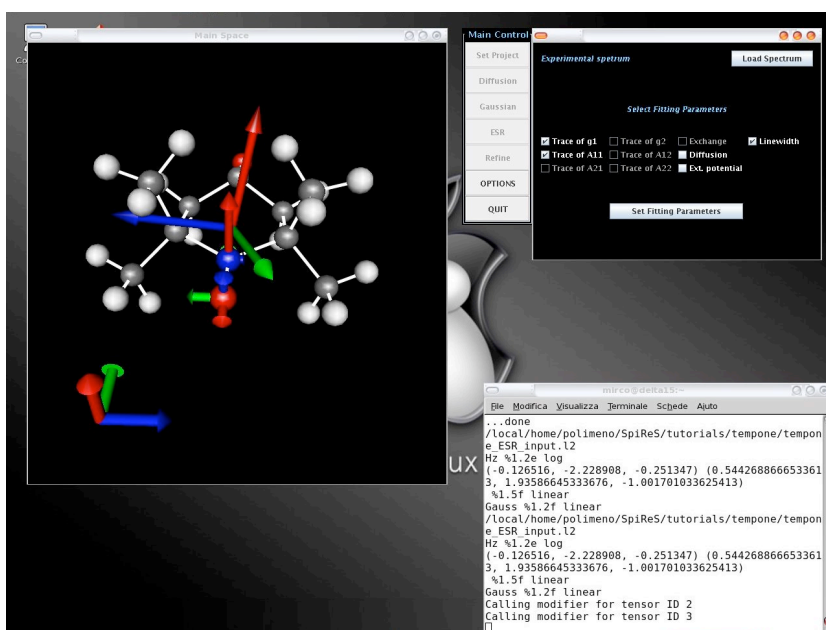 Main Space
Main Control
Set Project
Diffusion
Gaussian
ESR
Refine
OPTIONS
QUIT
Experimental spetrum
Load Spectrum
Select Fitting Parameters
Trace of g1 Trace of g2 Exchange Linewidth
Trace of A11 Trace of A12 Diffusion
Trace of A21 Trace of A22 Ext. potential
Set Fitting Parameters
ux
mirco@delta15:~
File Modifica Visualizza Terminale Schede Aiuto
...done
/local/home/polimeno/SpiReS/tutorials/tempone/tempon
e_ESR_input.l2
Hz %1.2e log
(-0.126516, -2.228908, -0.251347) (0.544268866653361
3, 1.93586645333676, -1.001701033625413)
%1.5f linear
Gauss %1.2f linear
/local/home/polimeno/SpiReS/tutorials/tempone/tempon
e_ESR_input.l2
Hz %1.2e log
(-0.126516, -2.228908, -0.251347) (0.544268866653361
3, 1.93586645333676, -1.001701033625413)
%1.5f linear
Gauss %1.2f linear
Calling modifier for tensor ID 2
Calling modifier for tensor ID 3